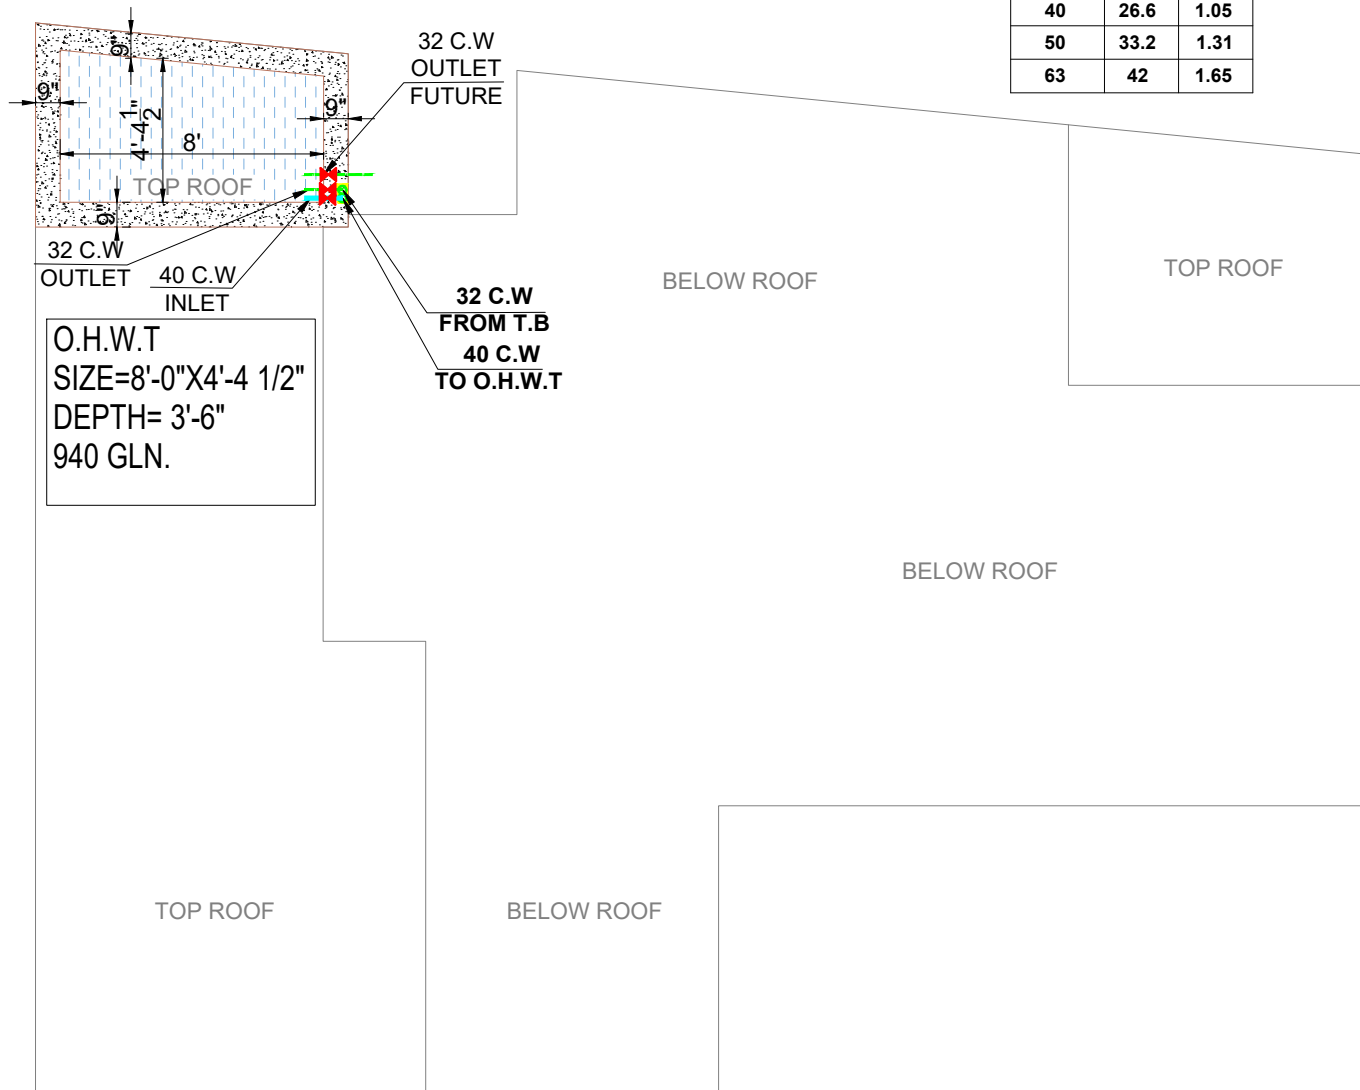 40 26.6 1.05
50 33.2 1.31
63 42 1.65
32 C.W
OUTLET
FUTURE
9"
9"
9"
4'-4 1/2"
8'
TOP ROOF
9"
32 C.W
OUTLET
40 C.W
INLET
32 C.W
FROM T.B
40 C.W
TO O.H.W.T
BELOW ROOF
TOP ROOF
O.H.W.T
SIZE=8'-0"X4'-4 1/2"
DEPTH= 3'-6"
940 GLN.
BELOW ROOF
TOP ROOF
BELOW ROOF